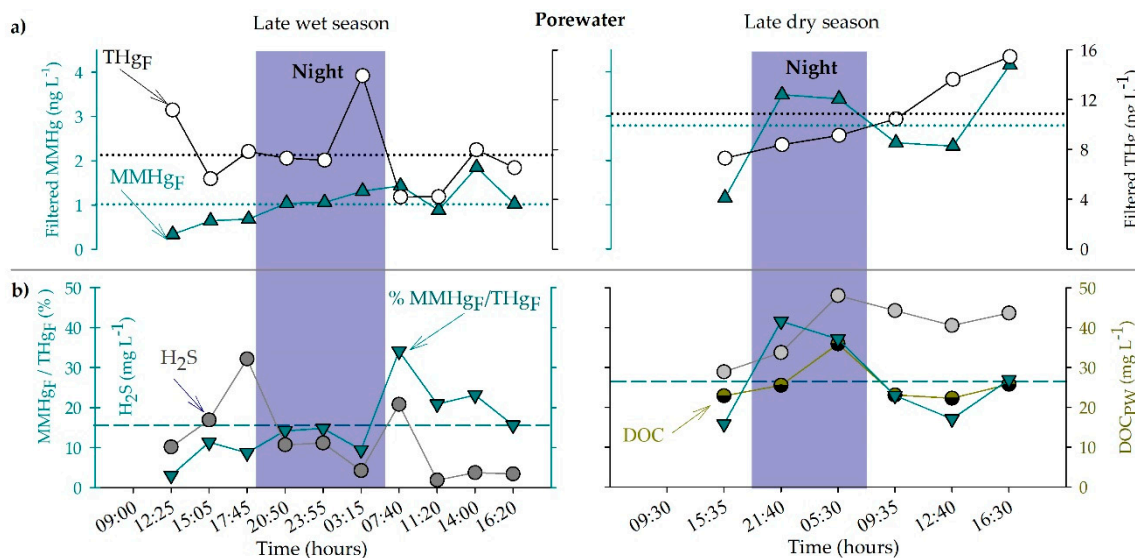 Porewater
a)
Late wet season
Late dry season
THgF
Night
Night
MMHgF
Filtered MMHg (ng L-1)
4
3
2
1
0
16
12
8
4
0
Filtered THg (ng L-1)
b)
MMHgF / THgF (%)
H2S (mg L-1)
50
40
30
20
10
0
H2S
% MMHgF/THgF
DOC
50
40
30
20
10
0
DOCPW (mg L-1)
09:00 12:25 15:05 17:45 20:50 23:55 03:15 07:40 11:20 14:00 16:20
09:30 15:35 21:40 05:30 09:35 12:40 16:30
Time (hours)
Time (hours)